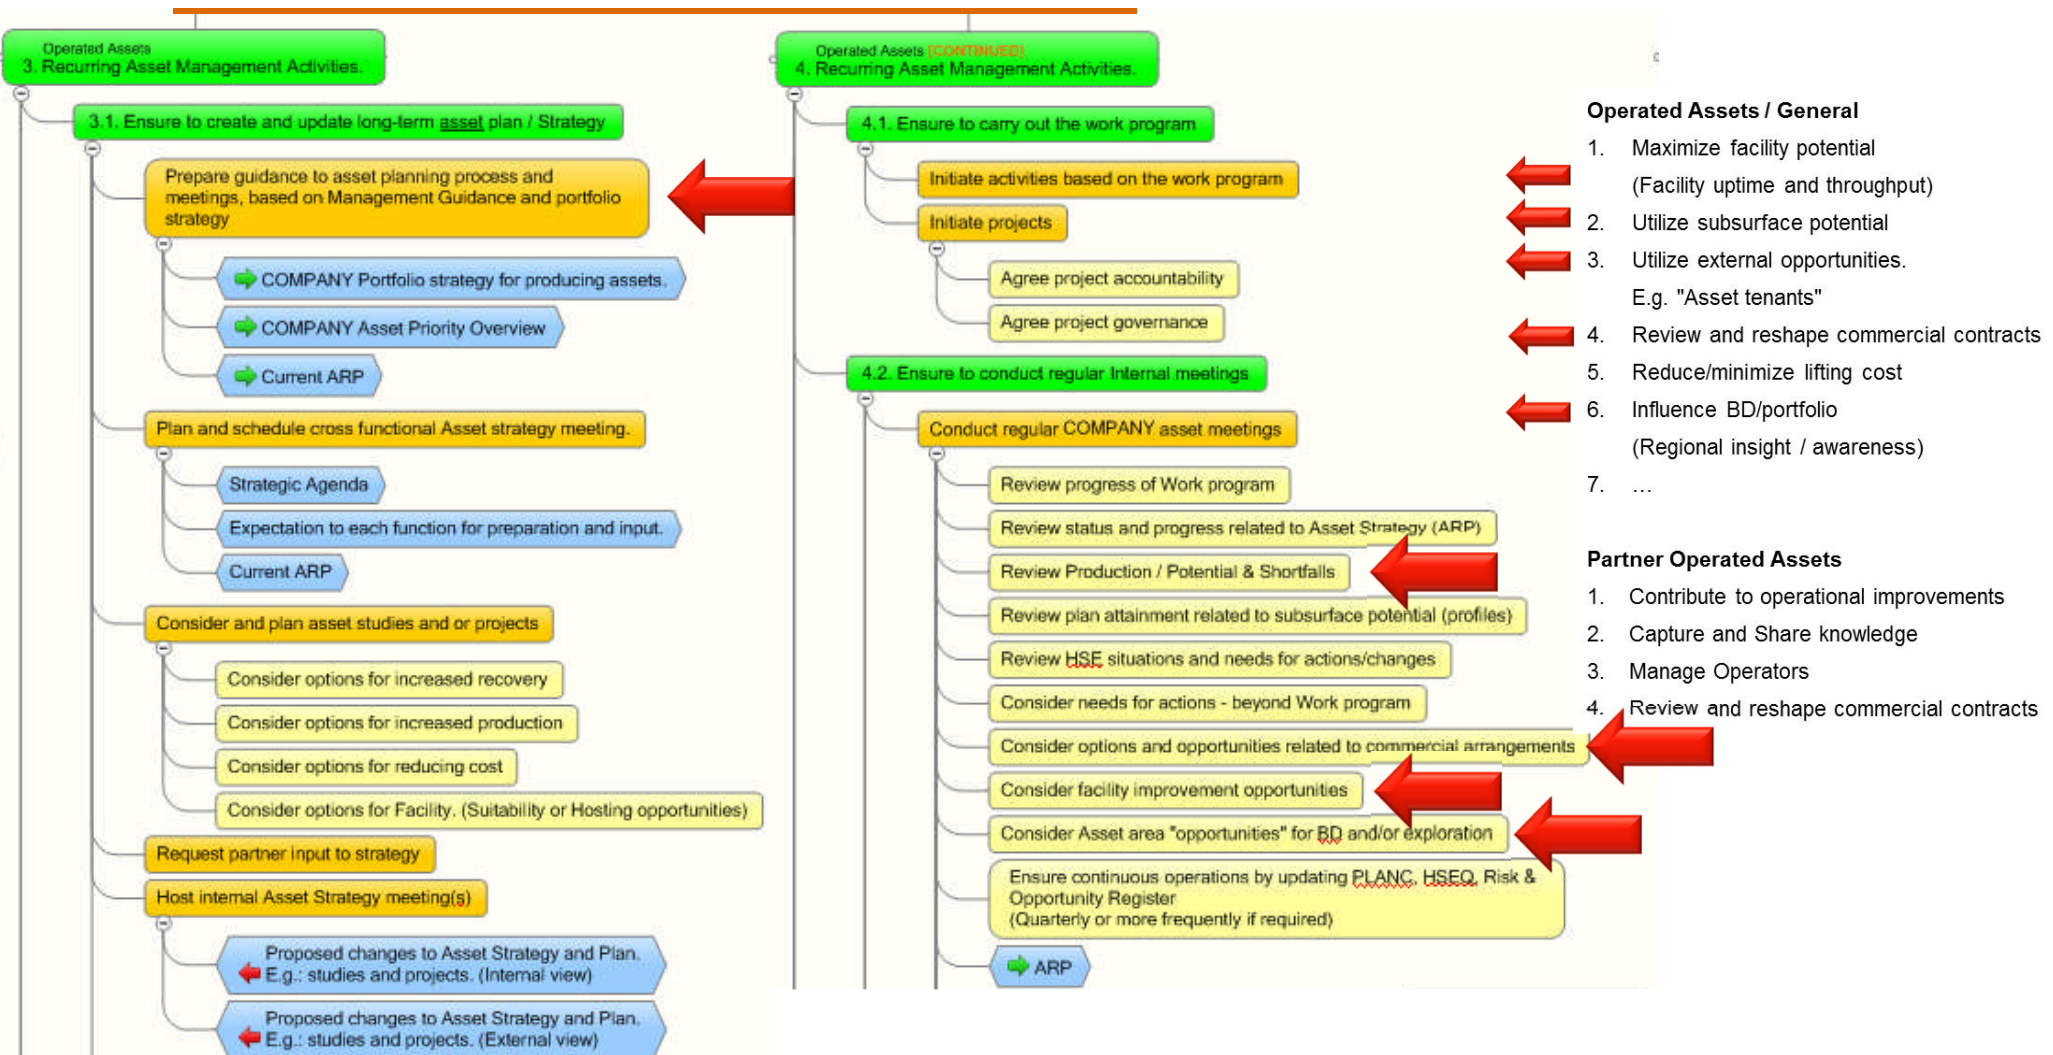 Operated Assets
3. Recurring Asset Management Activities.
3.1. Ensure to create and update long-term asset plan / Strategy
Prepare guidance to asset planning process and
meetings, based on Management Guidance and portfolio
strategy
COMPANY Portfolio strategy for producing assets.
COMPANY Asset Priority Overview
Current ARP
Plan and schedule cross functional Asset strategy meeting.
Strategic Agenda
Expectation to each function for preparation and input.
Current ARP
Consider and plan asset studies and or projects
Consider options for increased recovery
Consider options for increased production
Consider options for reducing cost
Consider options for Facility. (Suitability or Hosting opportunities)
Request partner input to strategy
Host internal Asset Strategy meeting(s)
Proposed changes to Asset Strategy and Plan.
E.g.: studies and projects. (Internal view)
Proposed changes to Asset Strategy and Plan.
E.g.: studies and projects. (External view)
Operated Assets [CONTINUED]
4. Recurring Asset Management Activities.
4.1. Ensure to carry out the work program
Initiate activities based on the work program
Initiate projects
Agree project accountability
Agree project governance
4.2. Ensure to conduct regular Internal meetings
Conduct regular COMPANY asset meetings
Review progress of Work program
Review status and progress related to Asset Strategy (ARP)
Review Production / Potential & Shortfalls
Review plan attainment related to subsurface potential (profiles)
Review HSE situations and needs for actions/changes
Consider needs for actions - beyond Work program
Consider options and opportunities related to commercial arrangements
Consider facility improvement opportunities
Consider Asset area "opportunities" for BD and/or exploration
Ensure continuous operations by updating PLANC, HSEQ, Risk &
Opportunity Register
(Quarterly or more frequently if required)
ARP
Operated Assets / General
1. Maximize facility potential
(Facility uptime and throughput)
2. Utilize subsurface potential
3. Utilize external opportunities.
E.g. "Asset tenants"
4. Review and reshape commercial contracts
5. Reduce/minimize lifting cost
6. Influence BD/portfolio
(Regional insight / awareness)
7. ...
Partner Operated Assets
1. Contribute to operational improvements
2. Capture and Share knowledge
3. Manage Operators
4. Review and reshape commercial contracts